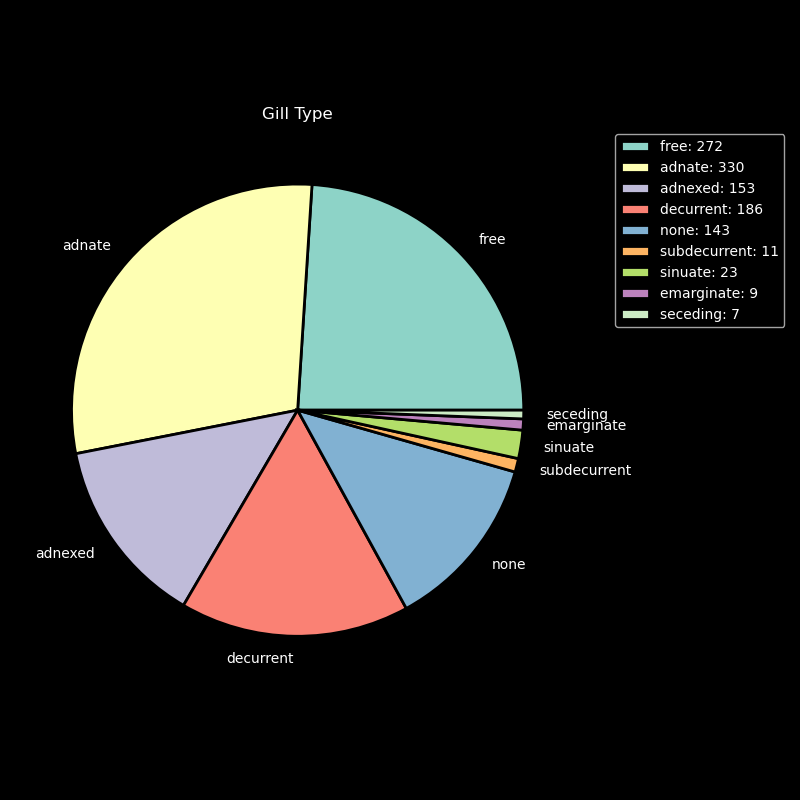 Gill Type
free: 272
adnate: 330
adnexed: 153
decurrent: 186
none: 143
subdecurrent: 11
sinuate: 23
emarginate: 9
seceding: 7
free
adnate
adnexed
decurrent
none
subdecurrent
sinuate
emarginate
seceding